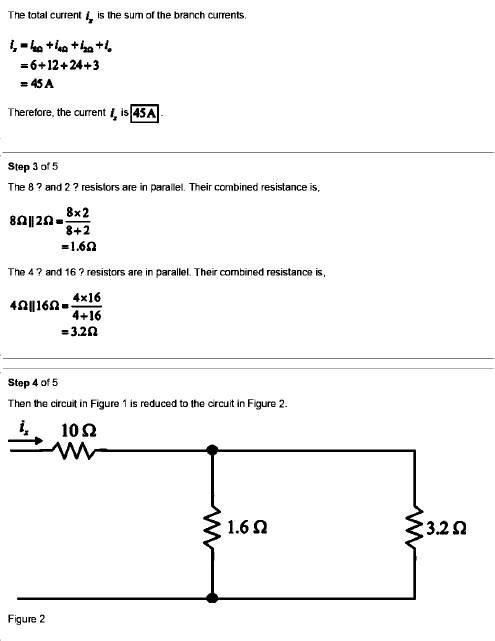 The total current i_x is the sum of the branch currents.
i_x = i_8Ω + i_4Ω + i_2Ω + i_o
= 6+12+24+3
= 45 A
Therefore, the current i_x is 45A.
Step 3 of 5
The 8 ? and 2 ? resistors are in parallel. Their combined resistance is,
8Ω||2Ω = 8×2 / 8+2
= 1.6Ω
The 4 ? and 16 ? resistors are in parallel. Their combined resistance is,
4Ω||16Ω = 4×16 / 4+16
= 3.2Ω
Step 4 of 5
Then the circuit in Figure 1 is reduced to the circuit in Figure 2.
i_x 10 Ω
1.6 Ω 3.2 Ω
Figure 2